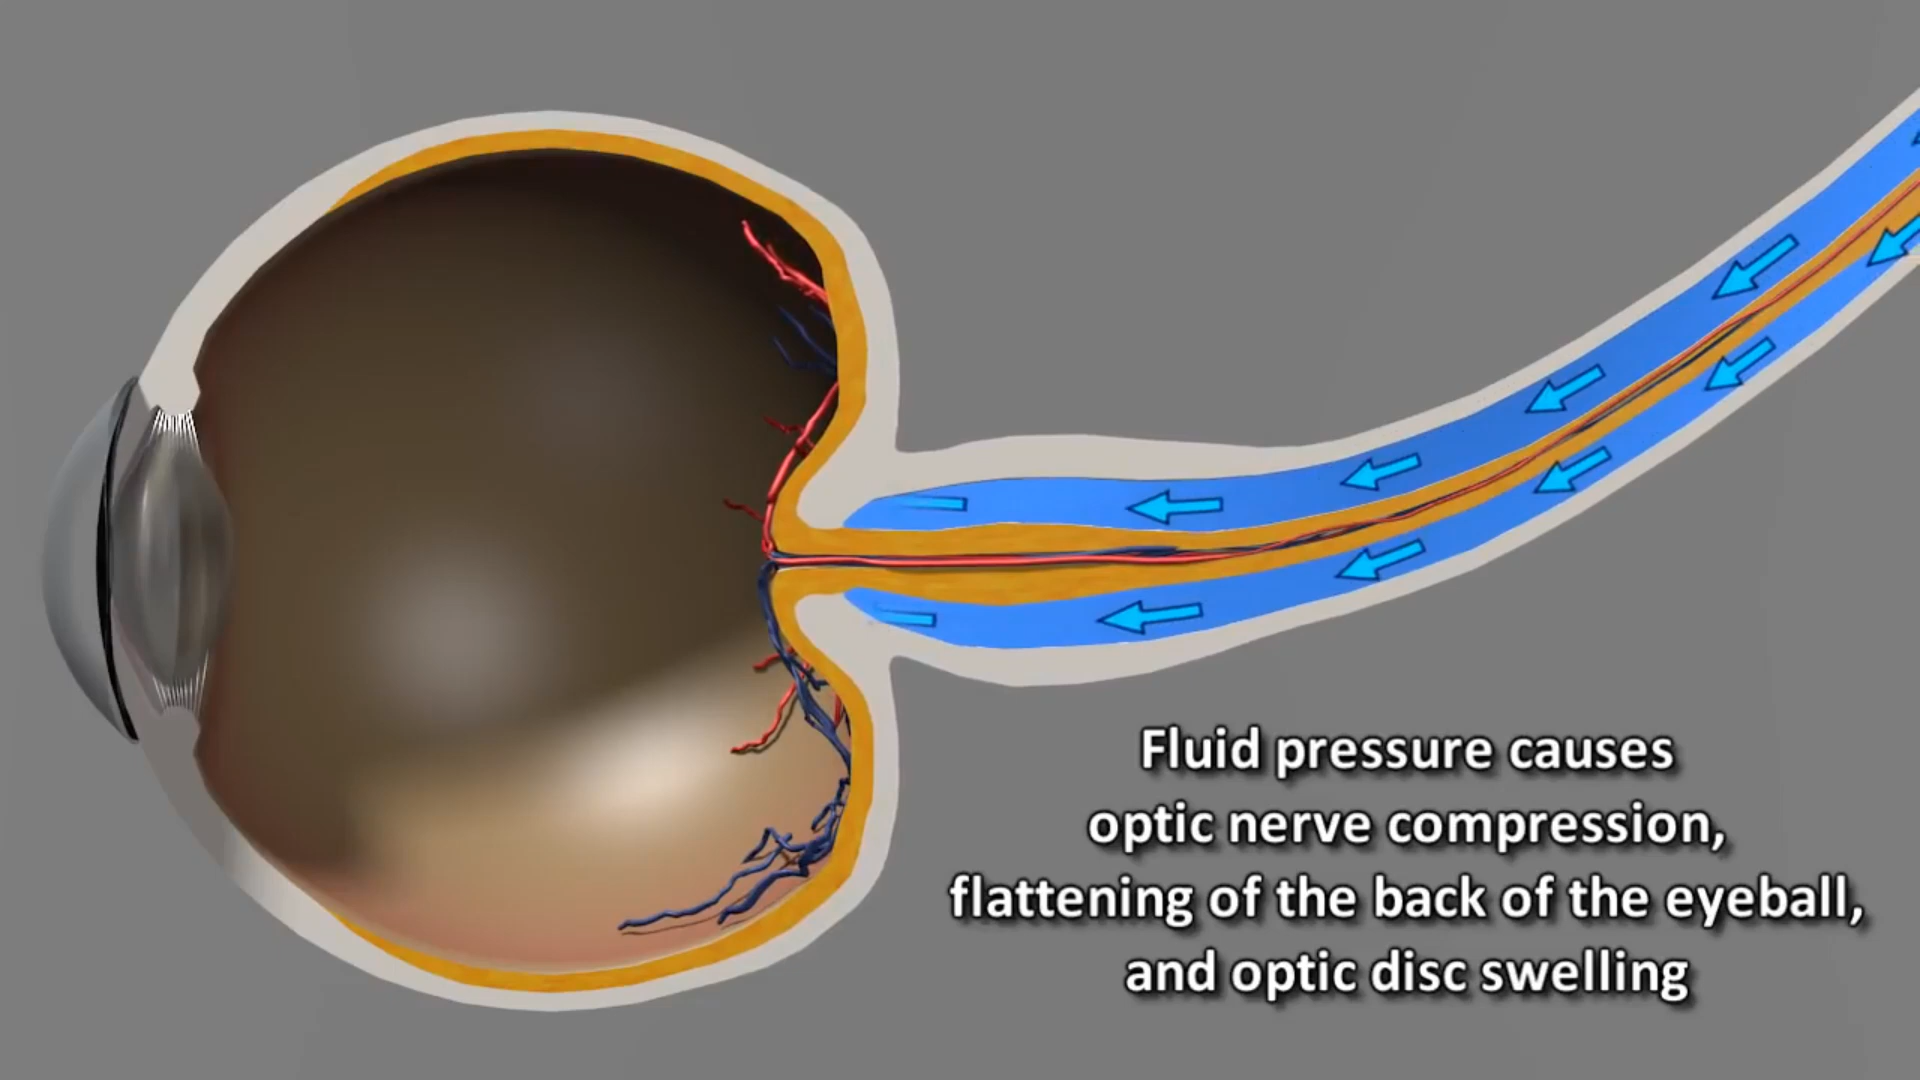 Fluid pressure causes
optic nerve compression,
flattening of the back of the eyeball,
and optic disc swelling